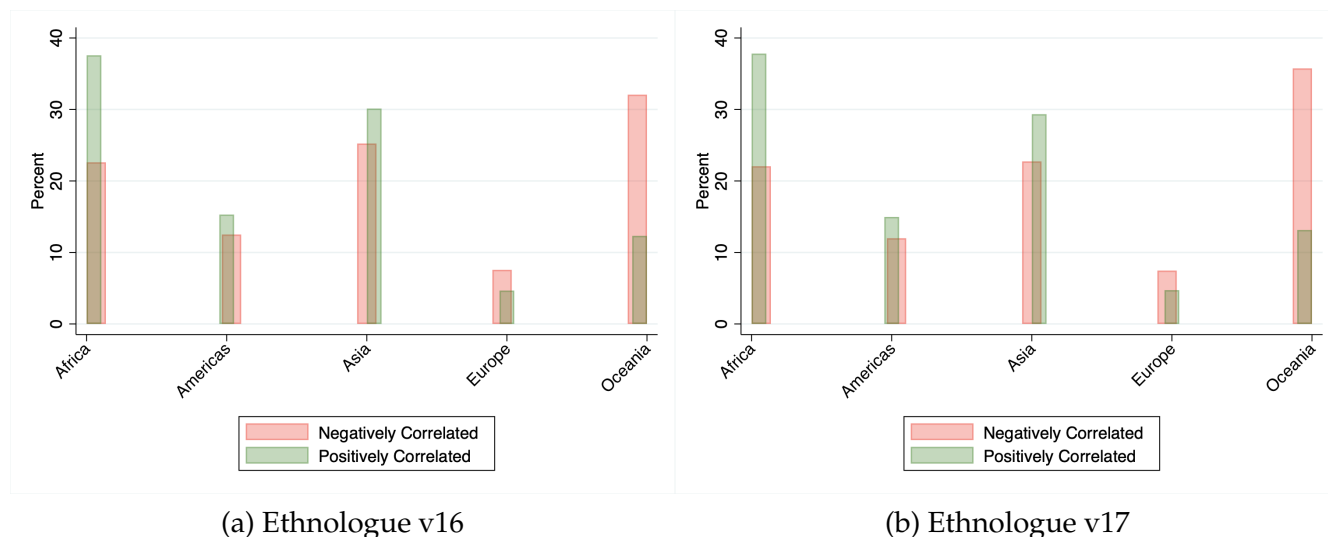 40
30
20
10
0
Percent
Africa
Americas
Asia
Europe
Oceania
Negatively Correlated
Positively Correlated
(a) Ethnologue v16
40
30
20
10
0
Percent
Africa
Americas
Asia
Europe
Oceania
Negatively Correlated
Positively Correlated
(b) Ethnologue v17